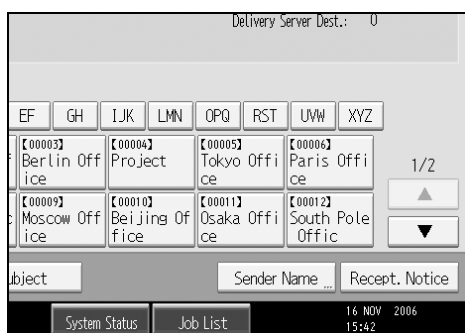 Delivery Server Dest.: 0
EF GH IJK LMN OPQ RST UVW XYZ
【00003】 【00004】 【00005】 【00006】
Berlin Off Project Tokyo Offi Paris Offi
ice ce ce
1/2
【00009】 【00010】 【00011】 【00012】
Moscow Off Beijing Of Osaka Offi South Pole
ice fice ce Offic
▲
▼
ubject Sender Name ... Recept. Notice
System Status Job List 16 NOV 2006
15:42